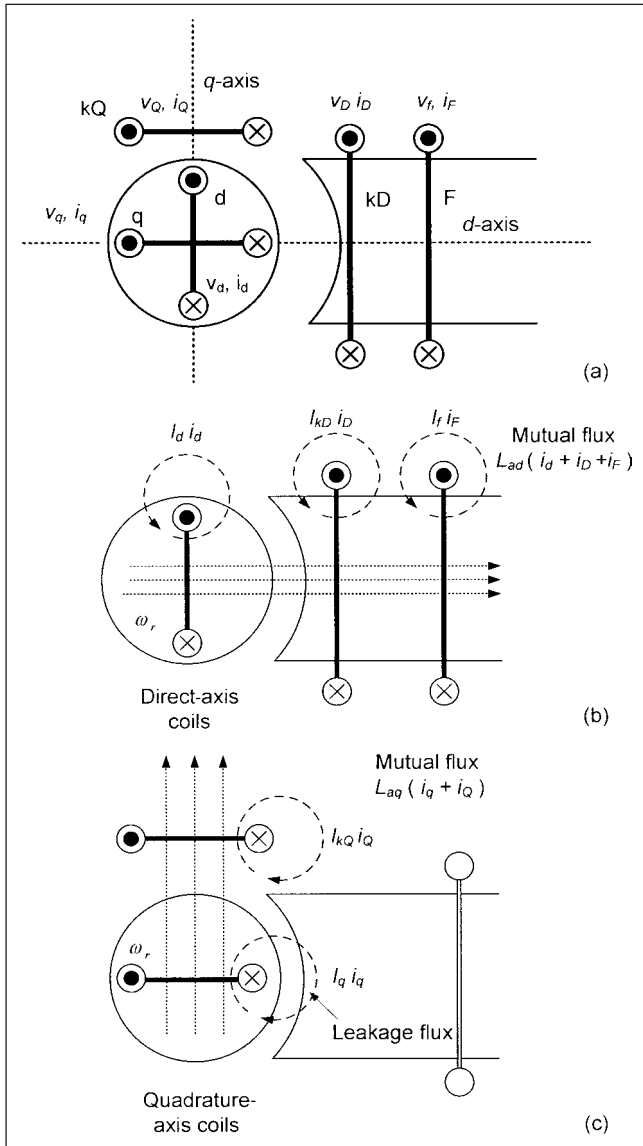 q-axis
kQ
v_Q, i_Q
v_D i_D
v_f, i_F
d
q
v_q, i_q
v_d, i_d
kD
F
d-axis
(a)
l_d i_d
l_kD i_D
l_f i_F
Mutual flux
L_ad ( i_d + i_D +i_F )
ω_r
Direct-axis
coils
(b)
Mutual flux
L_aq ( i_q + i_Q )
l_kQ i_Q
ω_r
l_q i_q
Leakage flux
Quadrature-
axis coils
(c)